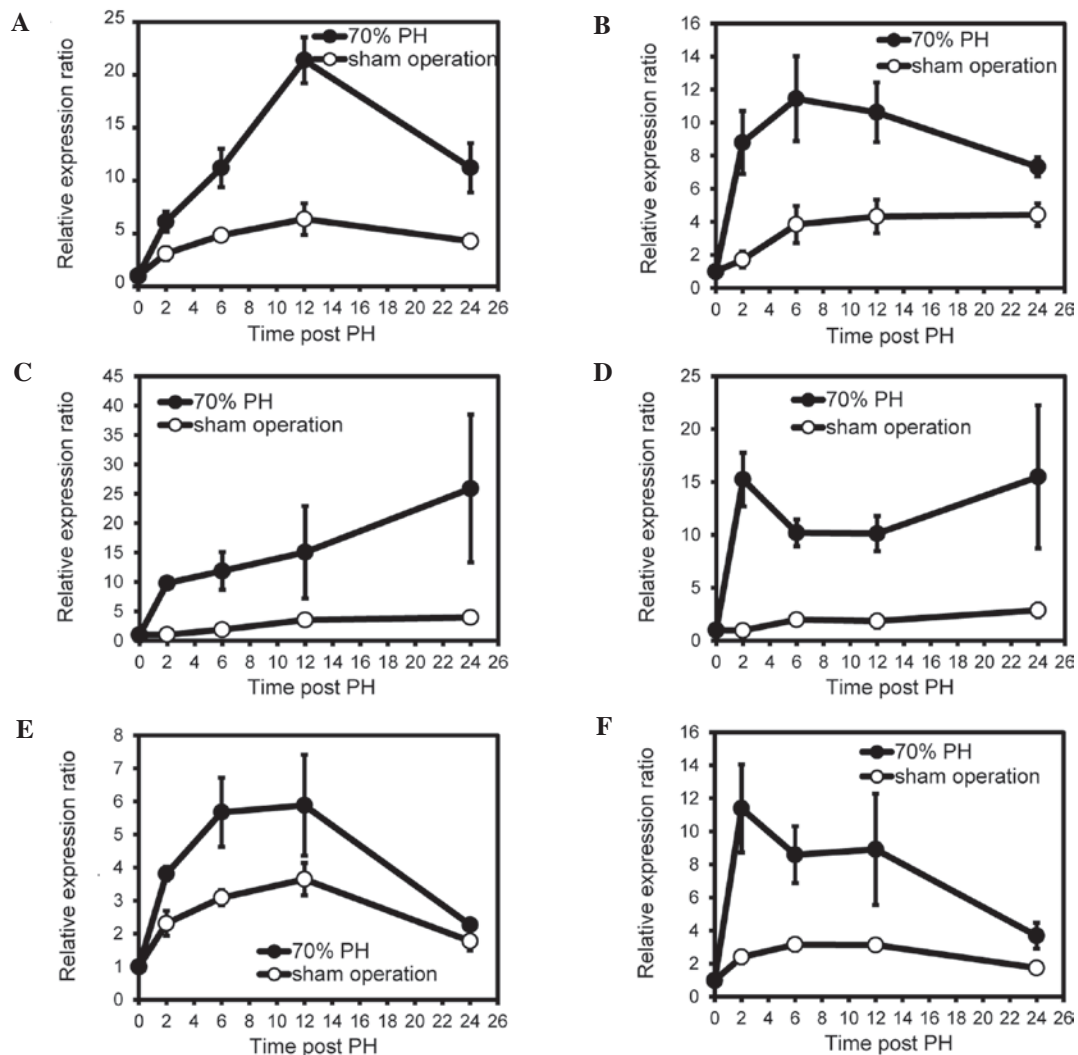 A
Relative expression ratio
25
20
15
10
5
0
70% PH
sham operation
0 2 4 6 8 10 12 14 16 18 20 22 24 26
Time post PH
B
Relative expression ratio
16
14
12
10
8
6
4
2
0
70% PH
sham operation
0 2 4 6 8 10 12 14 16 18 20 22 24 26
Time post PH
C
Relative expression ratio
45
40
35
30
25
20
15
10
5
0
70% PH
sham operation
0 2 4 6 8 10 12 14 16 18 20 22 24 26
Time post PH
D
Relative expression ratio
25
20
15
10
5
0
70% PH
sham operation
0 2 4 6 8 10 12 14 16 18 20 22 24 26
Time post PH
E
Relative expression ratio
8
7
6
5
4
3
2
1
0
70% PH
sham operation
0 2 4 6 8 10 12 14 16 18 20 22 24 26
Time post PH
F
Relative expression ratio
16
14
12
10
8
6
4
2
0
70% PH
sham operation
0 2 4 6 8 10 12 14 16 18 20 22 24 26
Time post PH